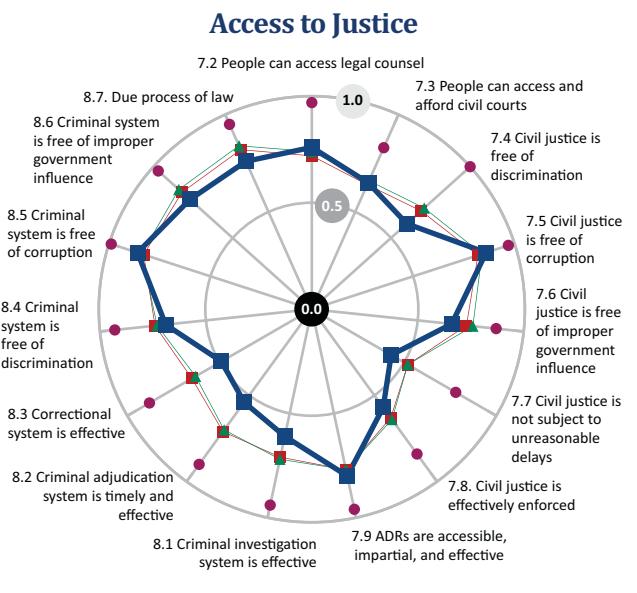 Access to Justice
7.2 People can access legal counsel
1.0
7.3 People can access and
afford civil courts
7.4 Civil justice is
free of
discrimination
7.5 Civil justice
is free of
corruption
7.6 Civil
justice is free
of improper
government
influence
7.7 Civil justice is
not subject to
unreasonable
delays
7.8. Civil justice is
effectively enforced
7.9 ADRs are accessible,
impartial, and effective
8.1 Criminal investigation
system is effective
8.2 Criminal adjudication
system is timely and
effective
8.3 Correctional
system is effective
8.4 Criminal
system is
free of
discrimination
8.5 Criminal
system is free
of corruption
8.6 Criminal system
is free of improper
government
influence
8.7. Due process of law
0.5
0.0